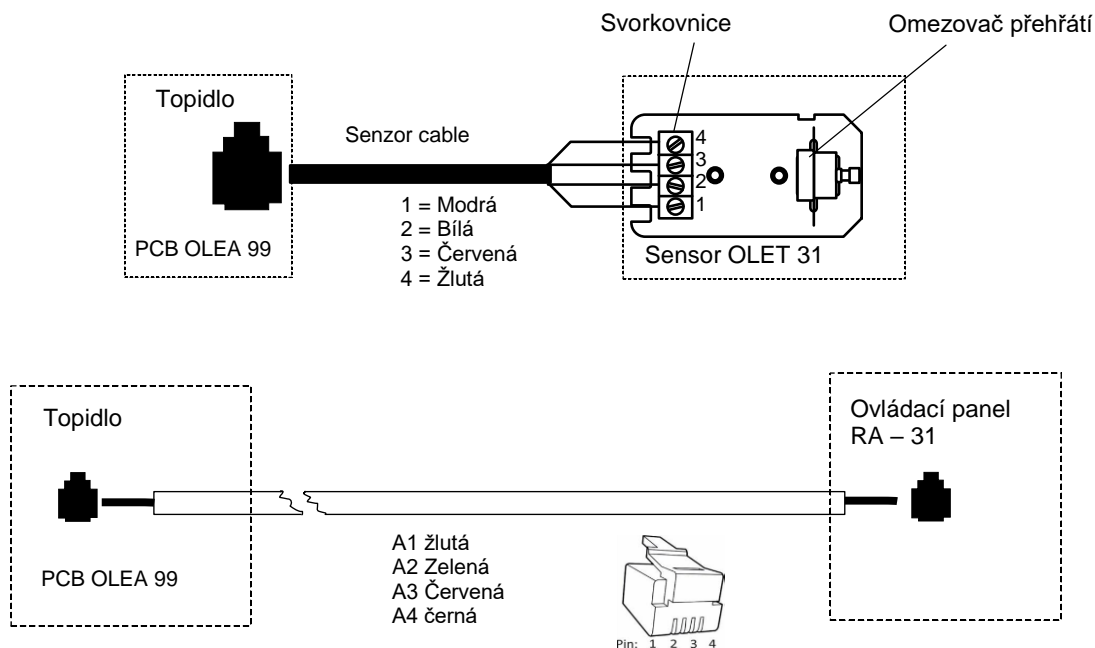 Svorkovnice
Omezovač přehřátí
Topidlo
Senzor cable
4
3
2
1
1 = Modrá
2 = Bílá
3 = Červená
4 = Žlutá
PCB OLEA 99
Sensor OLET 31
Topidlo
Ovládací panel
RA – 31
A1 žlutá
A2 Zelená
A3 Červená
A4 černá
PCB OLEA 99
Pin: 1 2 3 4